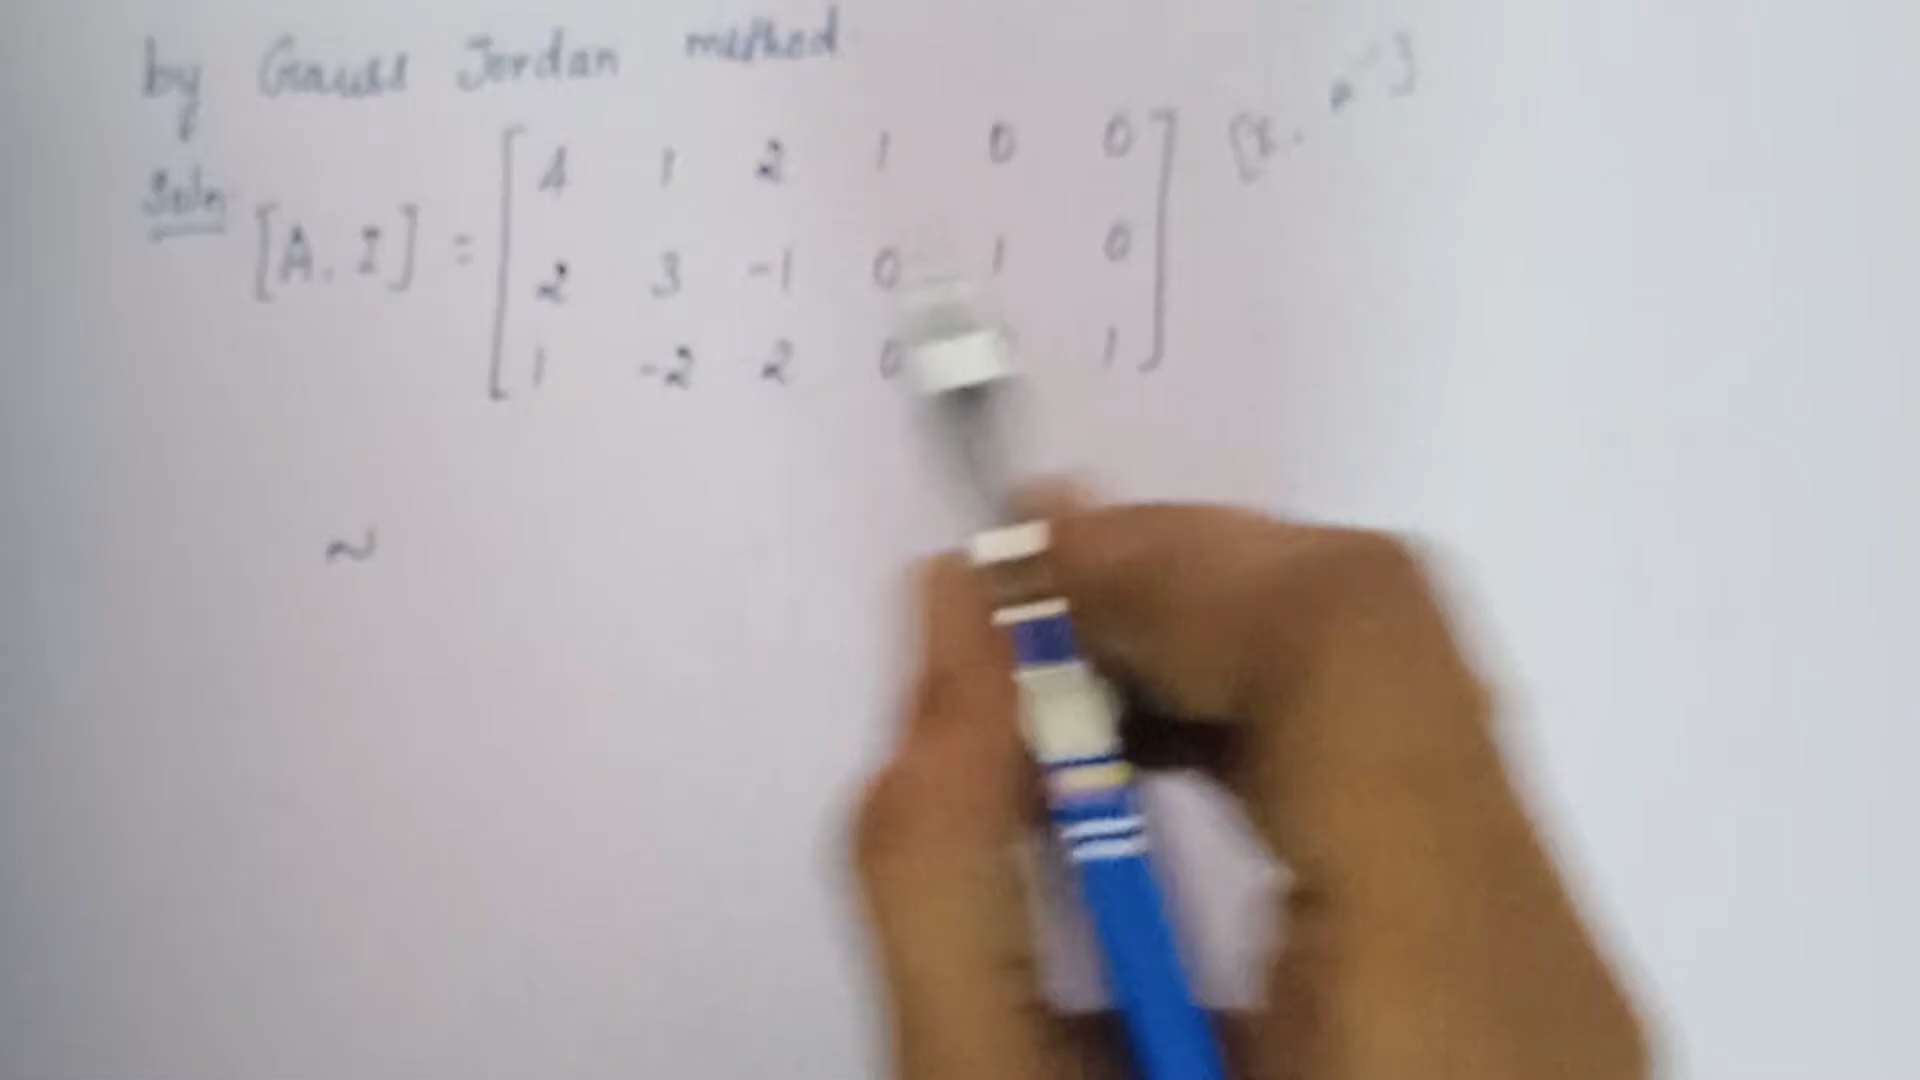 by Gauss Jordan method
Soln [A. I] = [4 1 2 1 0 0
2 3 -1 0 1 0
1 -2 2 0 1]
~